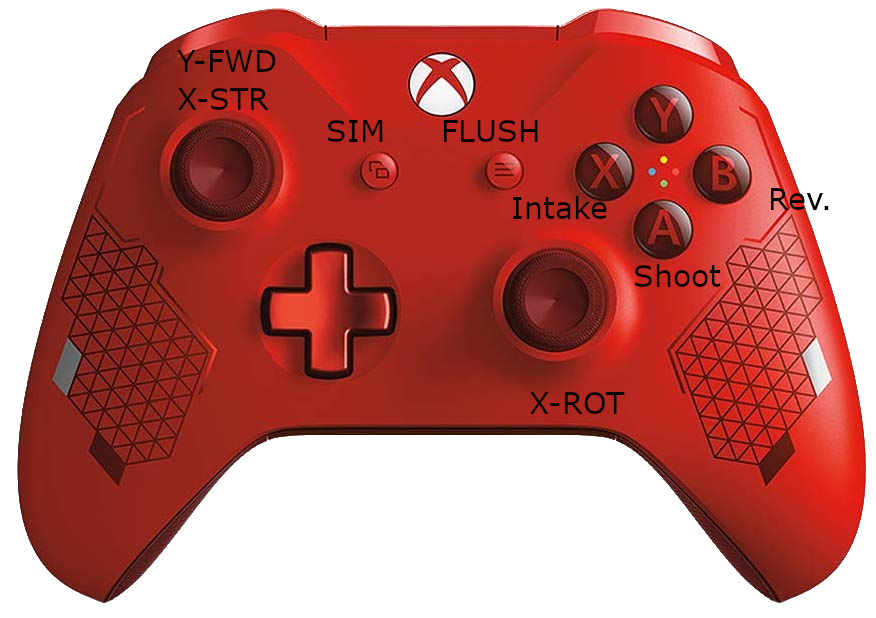 Y-FWD
X-STR
SIM
FLUSH
Y
X
B
Rev.
Intake
A
Shoot
X-ROT